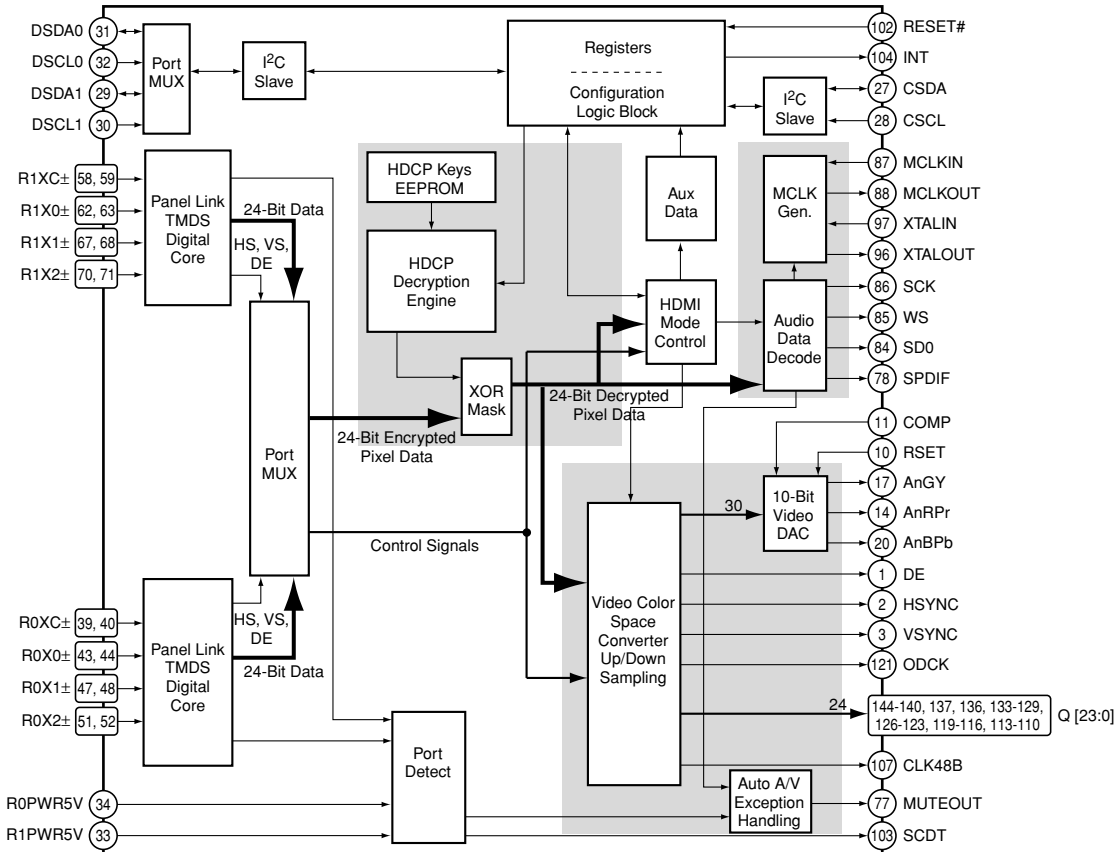 DSDA0 31
DSCL0 32
DSDA1 29
DSCL1 30
Port
MUX
I²C
Slave
Registers
Configuration
Logic Block
I²C
Slave
102 RESET#
104 INT
27 CSDA
28 CSCL
R1XC± 58, 59
R1X0± 62, 63
R1X1± 67, 68
R1X2± 70, 71
Panel Link
TMDS
Digital
Core
24-Bit Data
HS, VS,
DE
HDCP Keys
EEPROM
HDCP
Decryption
Engine
Aux
Data
MCLK
Gen.
87 MCLKIN
88 MCLKOUT
97 XTALIN
96 XTALOUT
HDMI
Mode
Control
Audio
Data
Decode
86 SCK
85 WS
84 SD0
78 SPDIF
XOR
Mask
24-Bit Decrypted
Pixel Data
24-Bit Encrypted
Pixel Data
Port
MUX
Control Signals
11 COMP
10 RSET
17 AnGY
14 AnRPr
20 AnBPb
30
10-Bit
Video
DAC
Video Color
Space
Converter
Up/Down
Sampling
1 DE
2 HSYNC
3 VSYNC
121 ODCK
24
144-140, 137, 136, 133-129,
126-123, 119-116, 113-110
Q [23:0]
107 CLK48B
R0XC± 39, 40
R0X0± 43, 44
R0X1± 47, 48
R0X2± 51, 52
Panel Link
TMDS
Digital
Core
HS, VS,
DE
24-Bit Data
Port
Detect
Auto A/V
Exception
Handling
77 MUTEOUT
103 SCDT
R0PWR5V 34
R1PWR5V 33